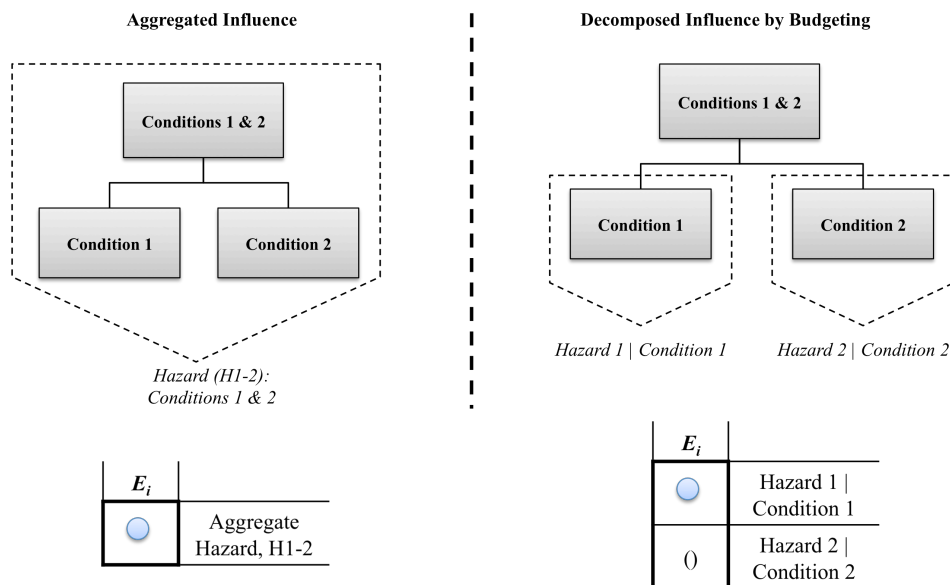 Aggregated Influence
Conditions 1 & 2
Condition 1
Condition 2
Hazard (H1-2):
Conditions 1 & 2
E_i
Aggregate
Hazard, H1-2
Decomposed Influence by Budgeting
Conditions 1 & 2
Condition 1
Condition 2
Hazard 1 | Condition 1
Hazard 2 | Condition 2
E_i
Hazard 1 |
Condition 1
()
Hazard 2 |
Condition 2